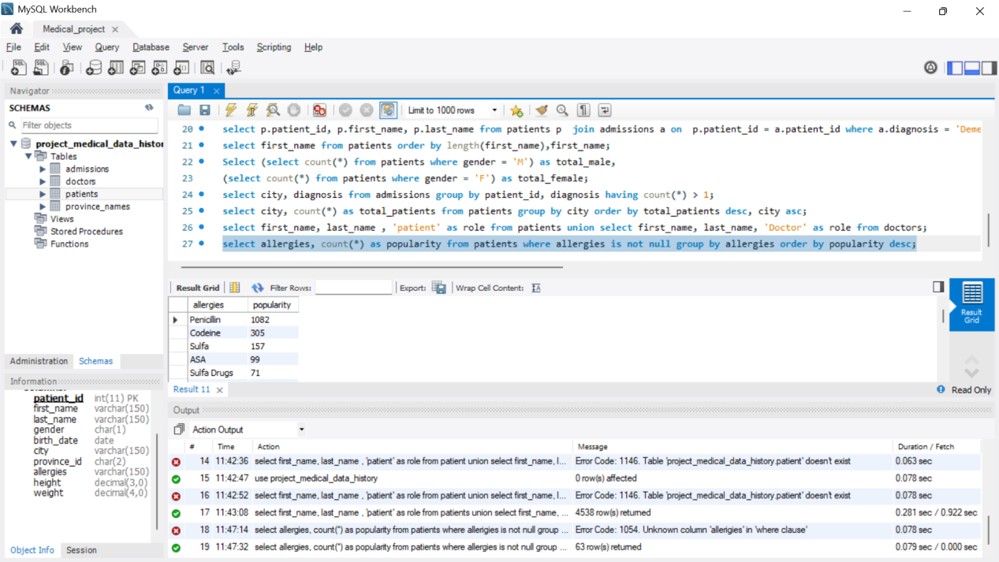 MySQL Workbench
Medical_project
File Edit View Query Database Server Tools Scripting Help
Navigator
SCHEMAS
Filter objects
project_medical_data_histor
Tables
admissions
doctors
patients
province_names
Views
Stored Procedures
Functions
Administration Schemas
Information
patient_id int(11) PK
first_name varchar(150)
last_name varchar(150)
gender char(1)
birth_date date
city varchar(150)
province_id char(2)
allergies varchar(150)
height decimal(3,0)
weight decimal(4,0)
Object Info Session
Query 1
Limit to 1000 rows
20 select p.patient_id, p.first_name, p.last_name from patients p join admissions a on p.patient_id = a.patient_id where a.diagnosis = 'Deme
21 select first_name from patients order by length(first_name),first_name;
22 Select (select count(*) from patients where gender = 'M') as total_male,
23 (select count(*) from patients where gender = 'F') as total_female;
24 select city, diagnosis from admissions group by patient_id, diagnosis having count(*) > 1;
25 select city, count(*) as total_patients from patients group by city order by total_patients desc, city asc;
26 select first_name, last_name , 'patient' as role from patients union select first_name, last_name, 'Doctor' as role from doctors;
27 select allergies, count(*) as popularity from patients where allergies is not null group by allergies order by popularity desc;
Result Grid Filter Rows: Export: Wrap Cell Content:
allergies popularity
Penicillin 1082
Codeine 305
Sulfa 157
ASA 99
Sulfa Drugs 71
Result Grid
Result 11
Read Only
Output
Action Output
# Time Action Message Duration / Fetch
14 11:42:36 select first_name, last_name , 'patient' as role from patient union select first_name, l... Error Code: 1146. Table 'project_medical_data_history.patient' doesn't exist 0.063 sec
15 11:42:47 use project_medical_data_history 0 row(s) affected 0.078 sec
16 11:42:52 select first_name, last_name , 'patient' as role from patient union select first_name, l... Error Code: 1146. Table 'project_medical_data_history.patient' doesn't exist 0.078 sec
17 11:43:08 select first_name, last_name , 'patient' as role from patients union select first_name, ... 4538 row(s) returned 0.281 sec / 0.922 sec
18 11:47:14 select allergies, count(*) as popularity from patients where allerigies is not null group ... Error Code: 1054. Unknown column 'allerigies' in 'where clause' 0.078 sec
19 11:47:32 select allergies, count(*) as popularity from patients where allergies is not null group ... 63 row(s) returned 0.079 sec / 0.000 sec